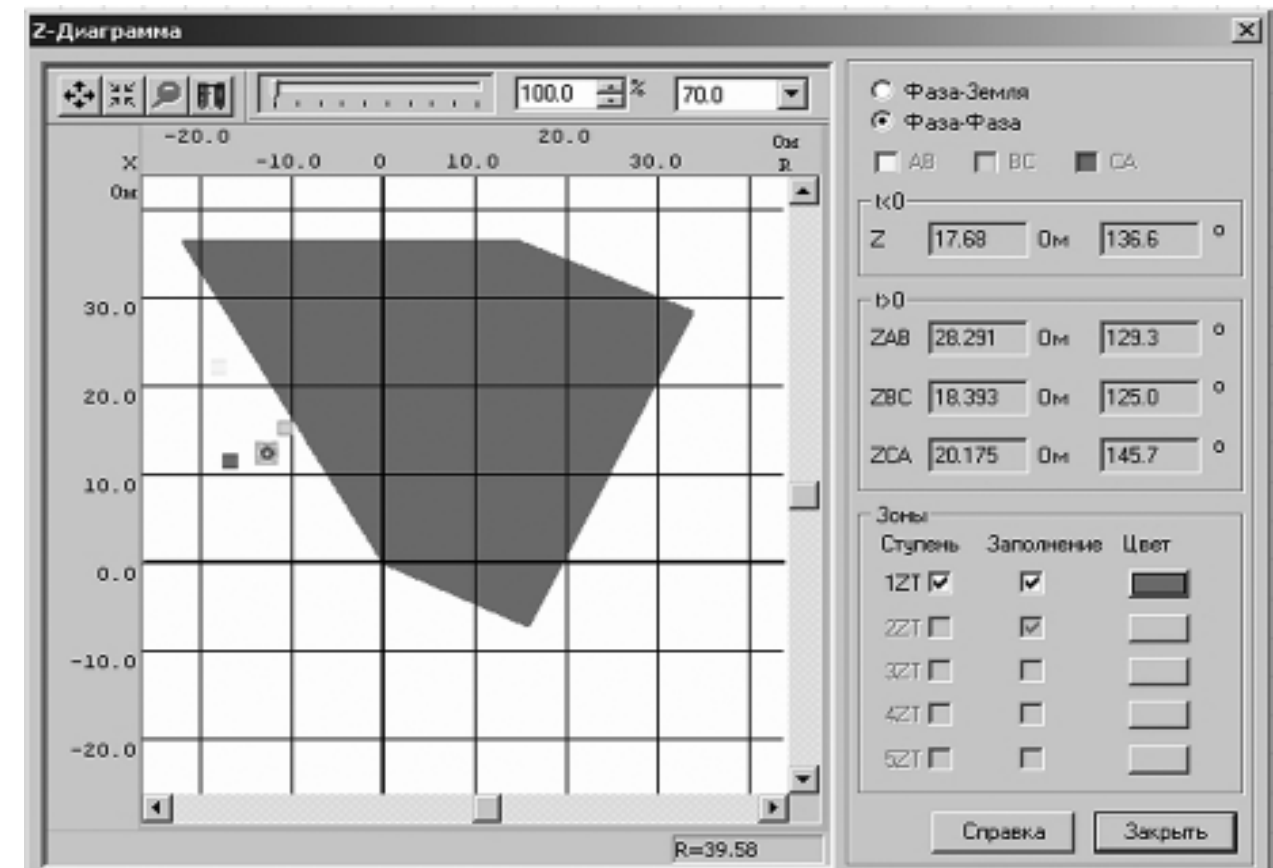 Z-Диаграмма
100.0 % 70.0
-20.0 20.0 Ом
X -10.0 0 10.0 30.0 R
Ом
30.0
20.0
10.0
0.0
-10.0
-20.0
R=39.58
Фаза-Земля
Фаза-Фаза
AB BC CA
t<0
Z 17.68 Ом 136.6 °
t>0
ZAB 28.291 Ом 129.3 °
ZBC 18.393 Ом 125.0 °
ZCA 20.175 Ом 145.7 °
Зоны
Ступень Заполнение Цвет
1ZT
2ZT
3ZT
4ZT
5ZT
Справка Закрыть